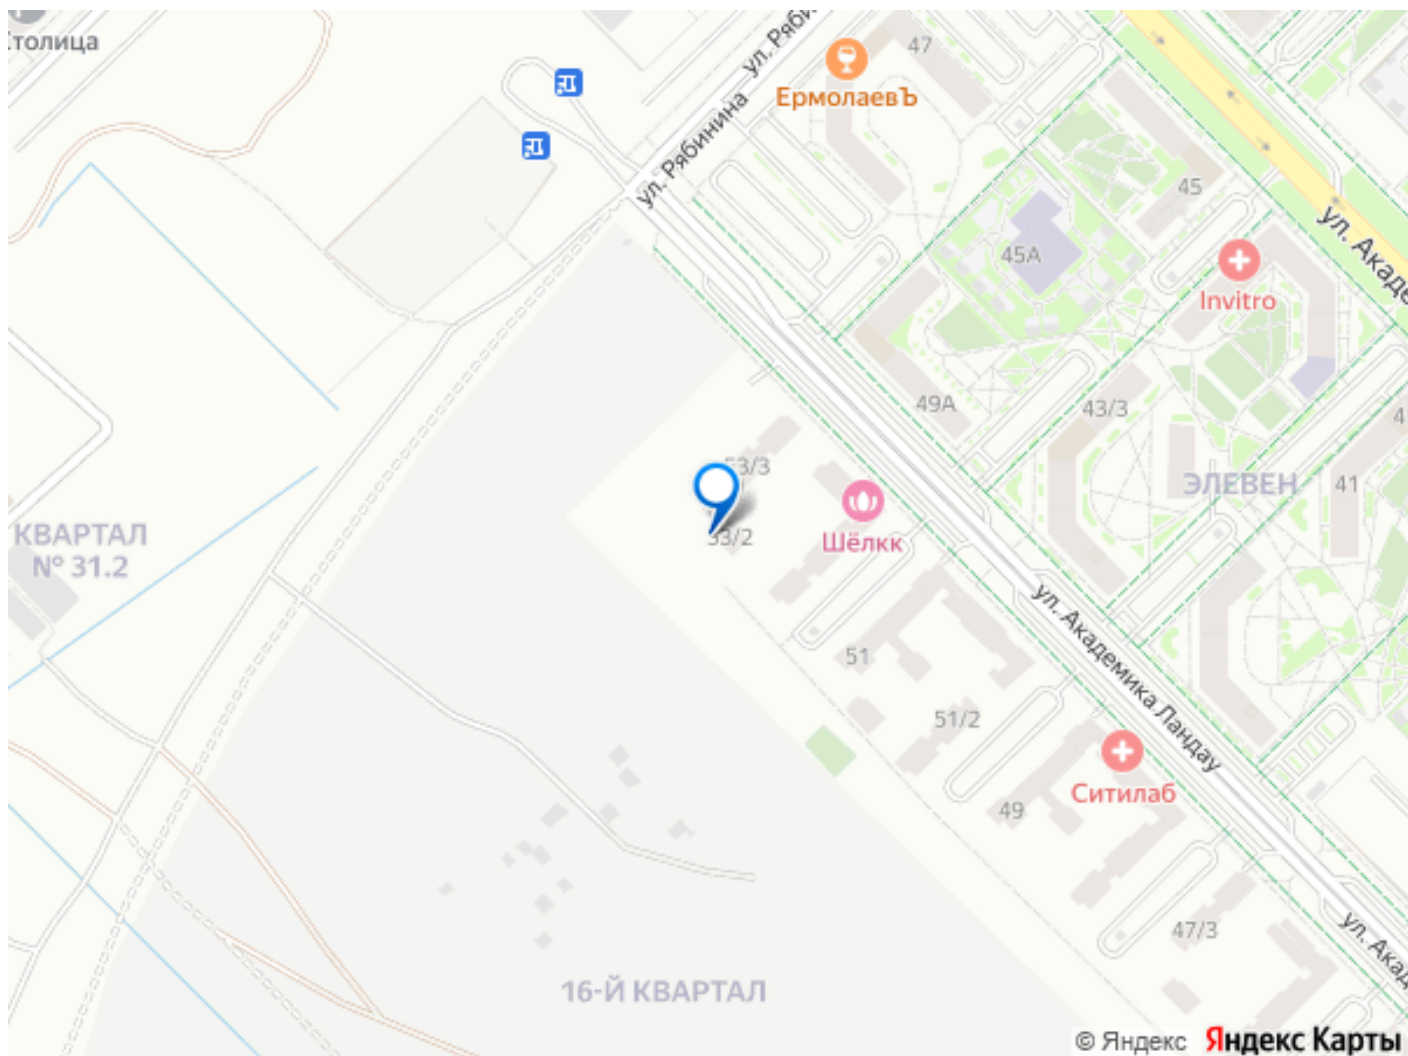 Столица
47
ул. Рябинина
ул. Ряби
ЕрмолаевЪ
45
45А
ул. Акаде
Invitro
49А
43/3
41
4
ЭЛЕВЕН
53/3
53/2
Шёлкк
КВАРТАЛ
№ 31.2
ул. Академика Ландау
51
51/2
49
Ситилаб
47/3
ул. Акад
16-Й КВАРТАЛ
© Яндекс Яндекс Карты